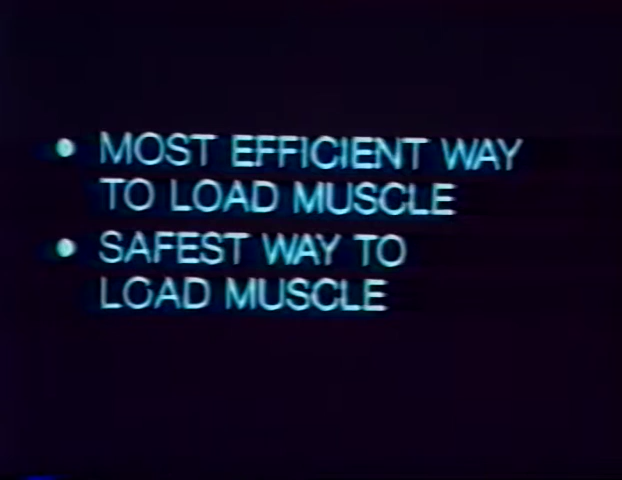 • MOST EFFICIENT WAY
TO LOAD MUSCLE
• SAFEST WAY TO
LOAD MUSCLE